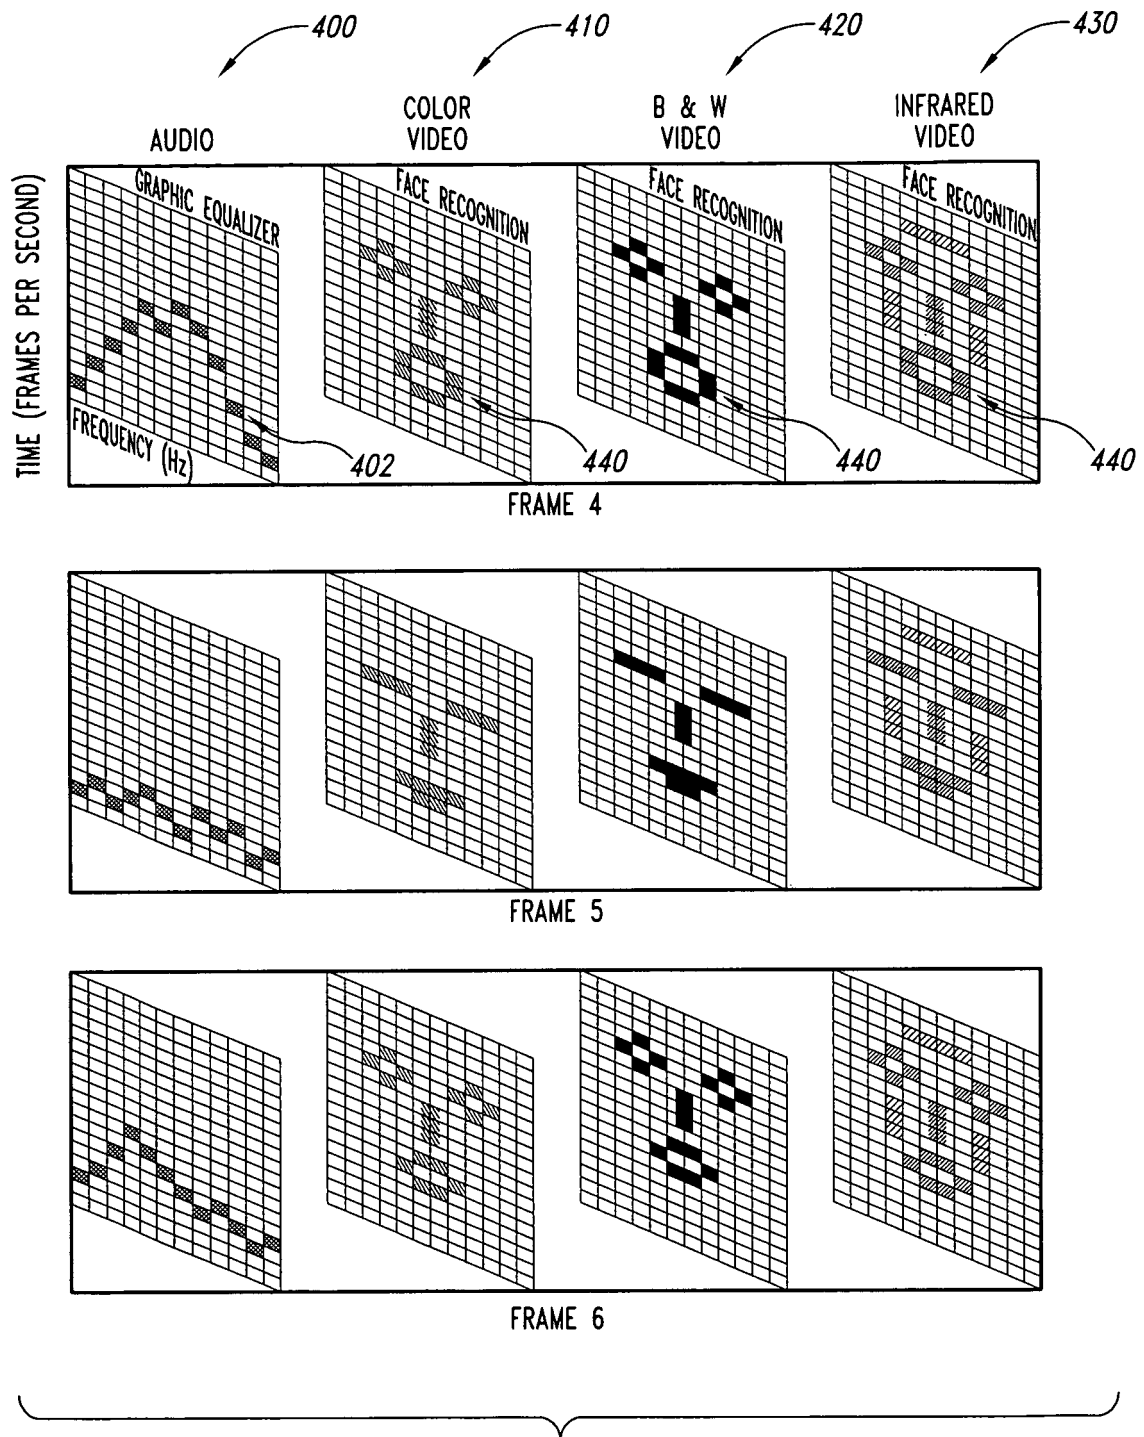 400
410
420
430
AUDIO
COLOR
VIDEO
B & W
VIDEO
INFRARED
VIDEO
TIME (FRAMES PER SECOND)
GRAPHIC EQUALIZER
FACE RECOGNITION
FACE RECOGNITION
FACE RECOGNITION
FREQUENCY (Hz)
402
440
440
440
FRAME 4
FRAME 5
FRAME 6